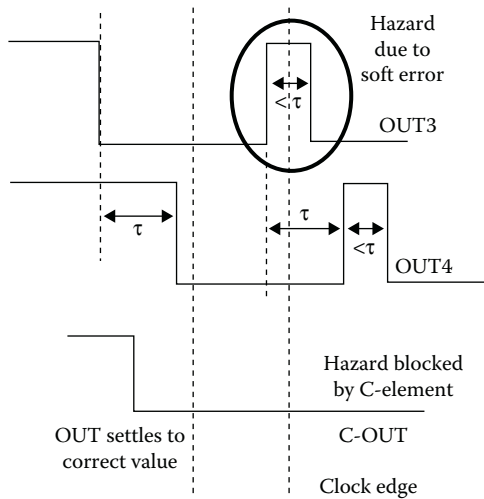 Hazard
due to
soft error
< τ
OUT3
τ
τ
<τ
OUT4
Hazard blocked
by C-element
OUT settles to
correct value
C-OUT
Clock edge